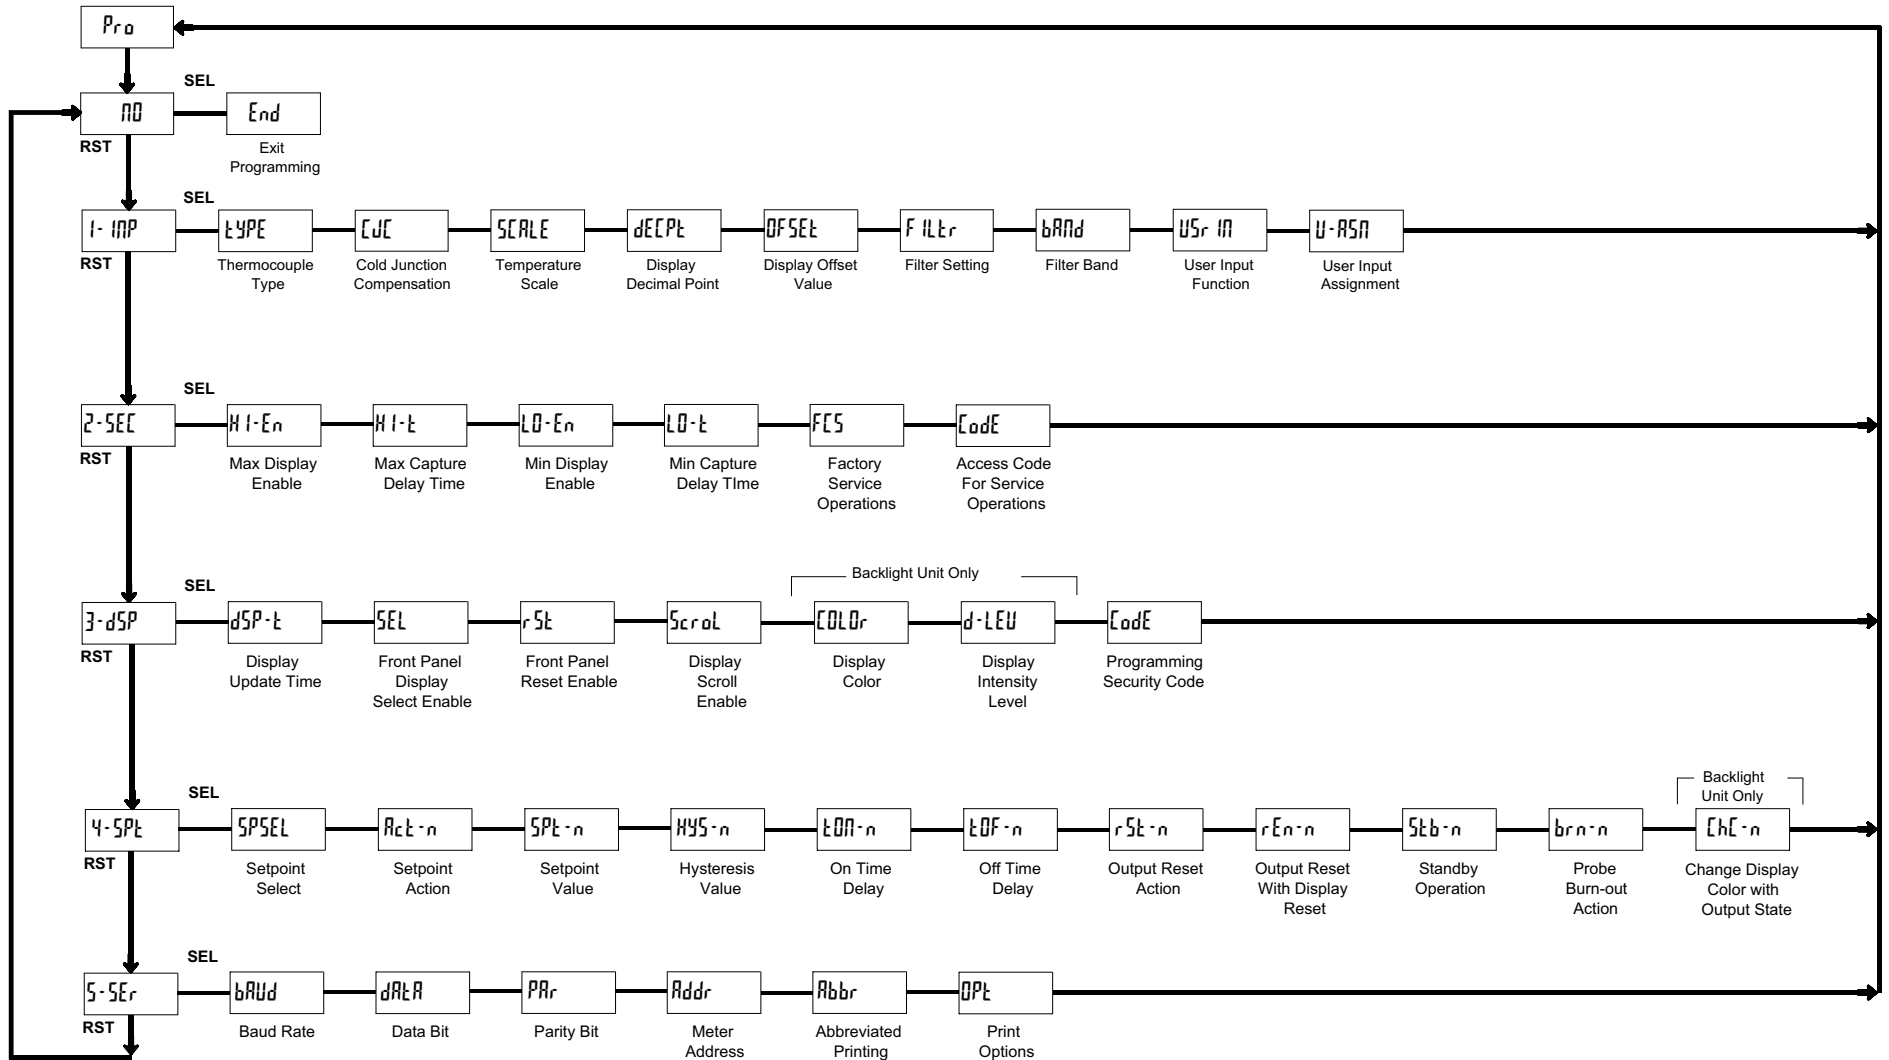 Pro
SEL
NO
End
RST
Exit
Programming
SEL
1-INP
tYPE
CJC
SCALE
dECPt
OFSEt
FILtr
bANd
USrIN
U-ASN
RST
Thermocouple
Type
Cold Junction
Compensation
Temperature
Scale
Display
Decimal Point
Display Offset
Value
Filter Setting
Filter Band
User Input
Function
User Input
Assignment
SEL
2-SEC
HI-En
HI-t
LO-En
LO-t
FCS
CodE
RST
Max Display
Enable
Max Capture
Delay Time
Min Display
Enable
Min Capture
Delay TIme
Factory
Service
Operations
Access Code
For Service
Operations
SEL
Backlight Unit Only
3-dSP
dSP-t
SEL
rSt
ScroL
COLOr
d-LEV
CodE
RST
Display
Update Time
Front Panel
Display
Select Enable
Front Panel
Reset Enable
Display
Scroll
Enable
Display
Color
Display
Intensity
Level
Programming
Security Code
SEL
Backlight
Unit Only
4-SPt
SPSEL
Act-n
SPt-n
HYS-n
tON-n
tOF-n
rSt-n
rEn-n
Stb-n
brn-n
ChC-n
RST
Setpoint
Select
Setpoint
Action
Setpoint
Value
Hysteresis
Value
On Time
Delay
Off Time
Delay
Output Reset
Action
Output Reset
With Display
Reset
Standby
Operation
Probe
Burn-out
Action
Change Display
Color with
Output State
SEL
5-SEr
bAUd
dAtA
PAr
Addr
Abbr
OPt
RST
Baud Rate
Data Bit
Parity Bit
Meter
Address
Abbreviated
Printing
Print
Options